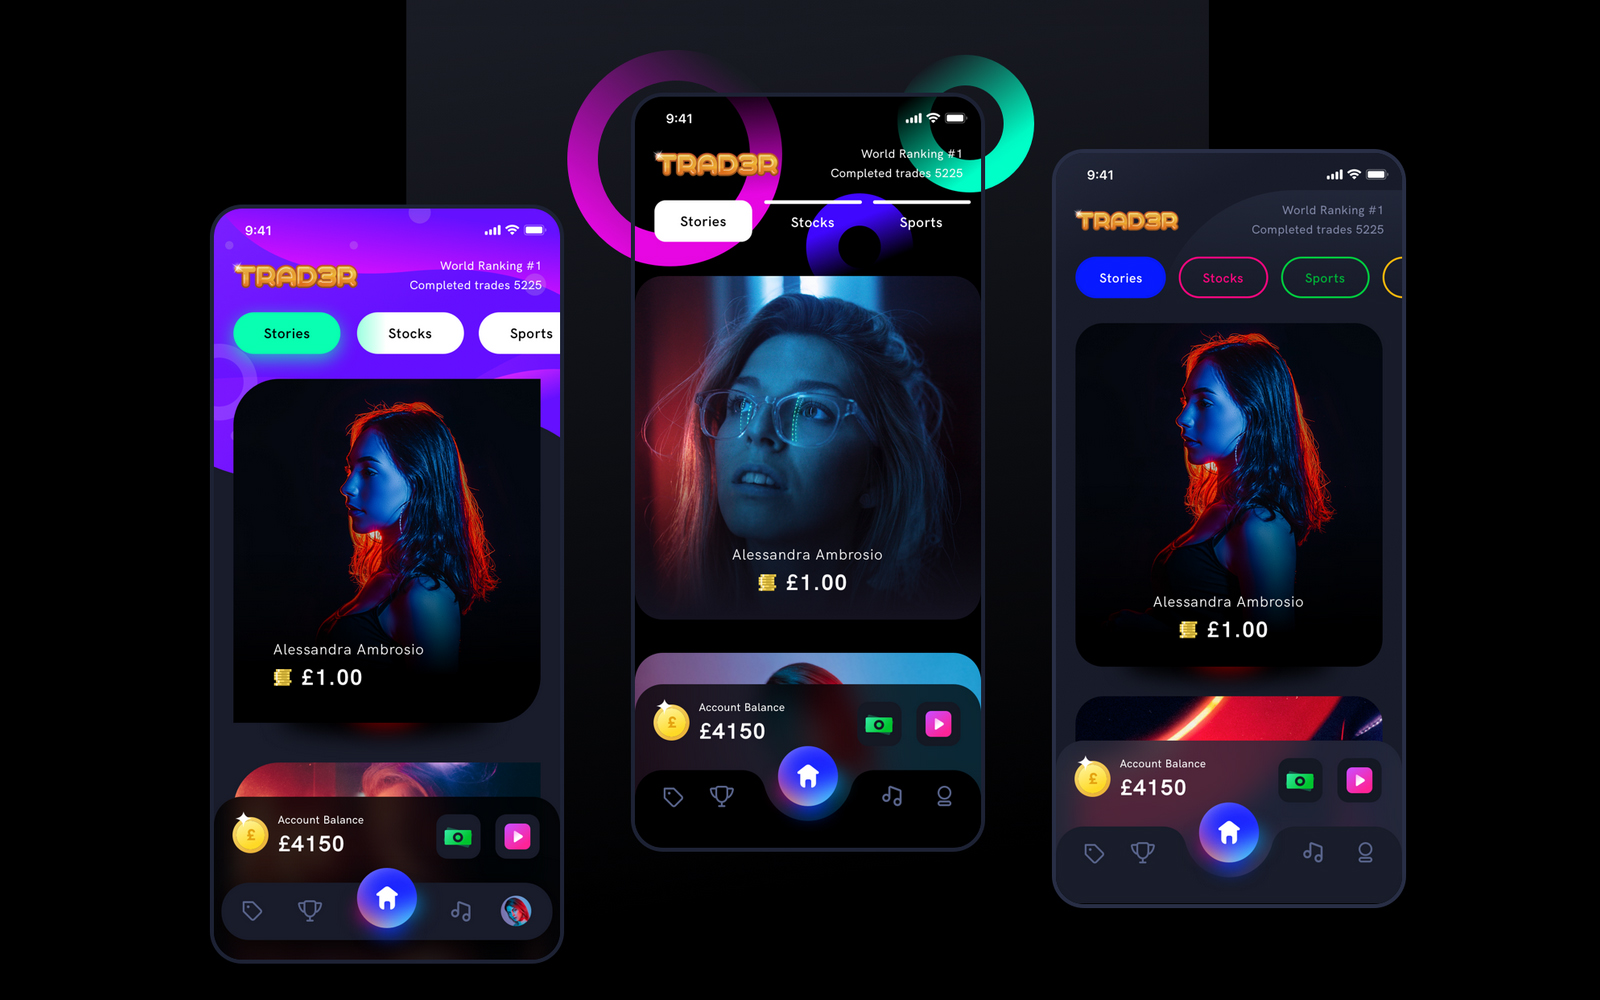 9:41
TRAD3R
World Ranking #1
Completed trades 5225
Stories
Stocks
Sports
Alessandra Ambrosio
£1.00
Account Balance
£4150
9:41
TRAD3R
World Ranking #1
Completed trades 5225
Stories
Stocks
Sports
Alessandra Ambrosio
£1.00
Account Balance
£4150
9:41
TRAD3R
World Ranking #1
Completed trades 5225
Stories
Stocks
Sports
Alessandra Ambrosio
£1.00
Account Balance
£4150